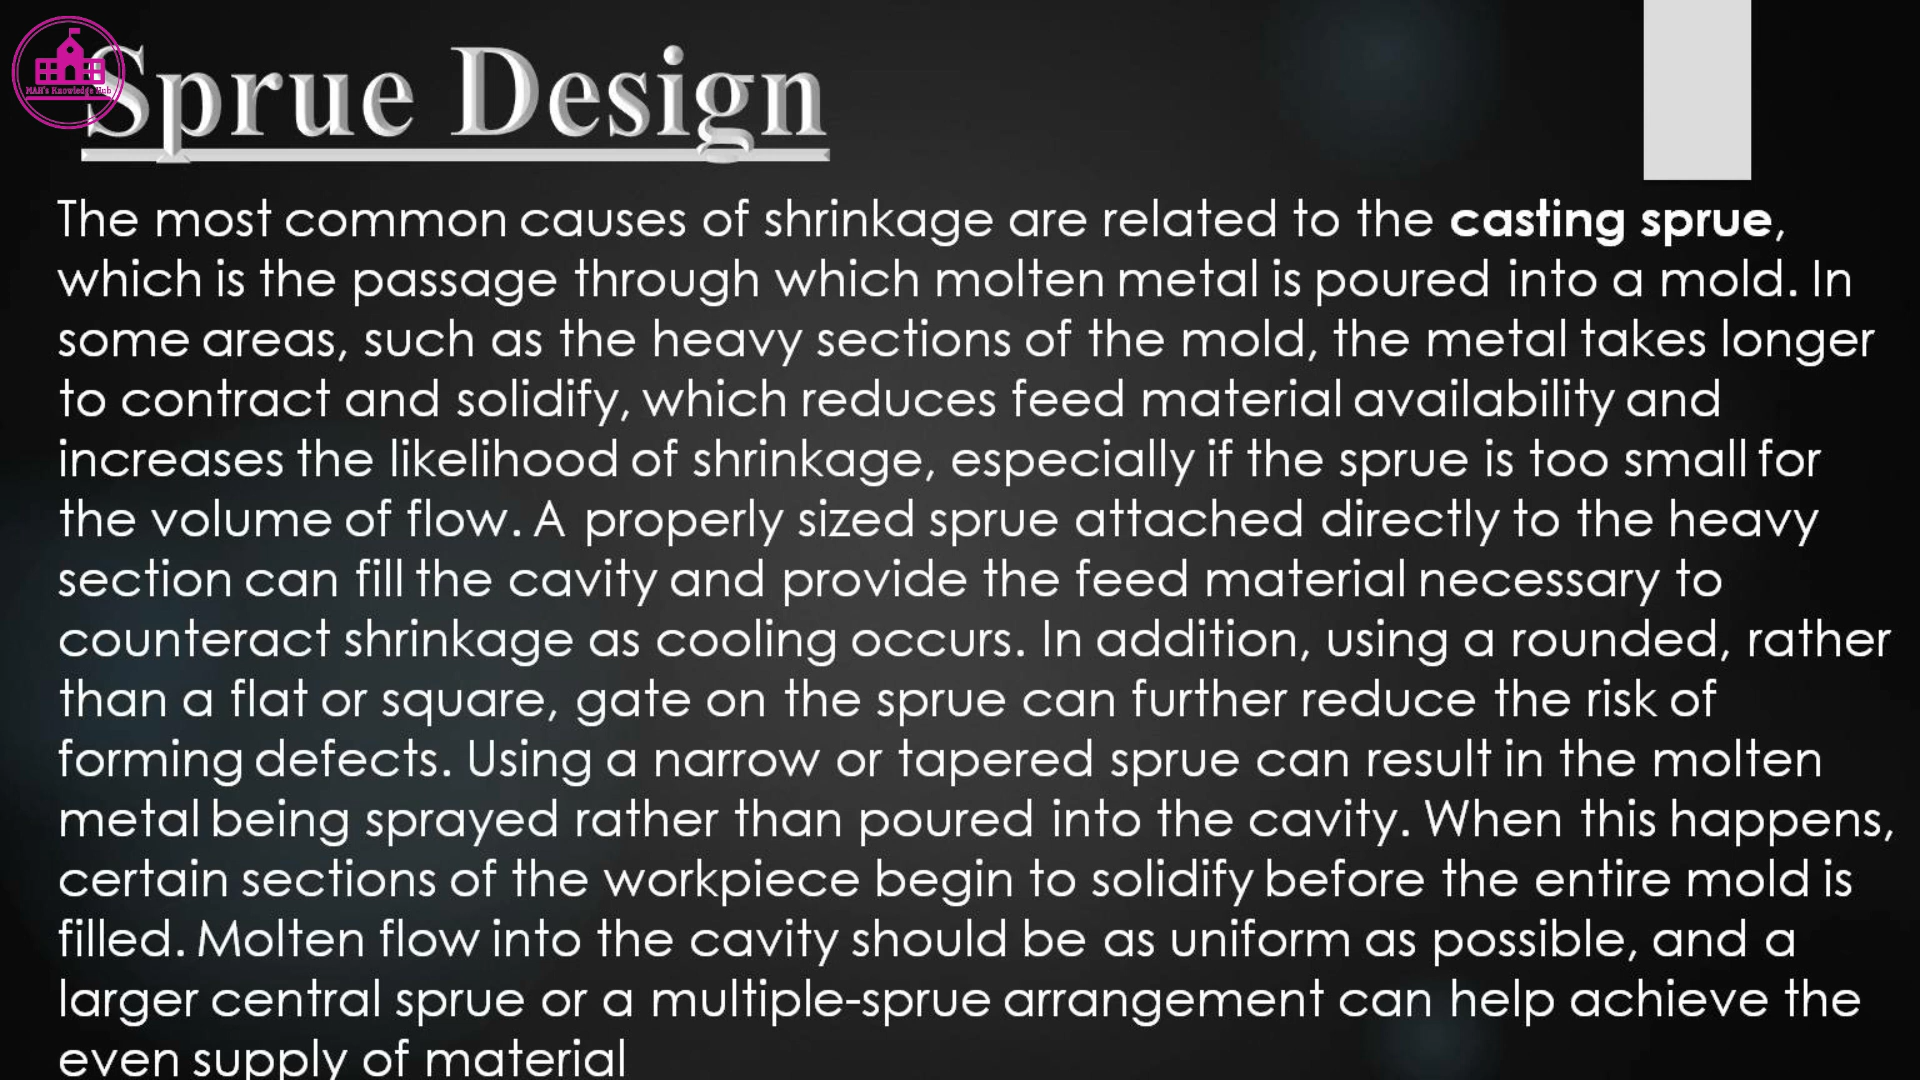 MAH's Knowledge Hub
Sprue Design
The most common causes of shrinkage are related to the casting sprue,
which is the passage through which molten metal is poured into a mold. In
some areas, such as the heavy sections of the mold, the metal takes longer
to contract and solidify, which reduces feed material availability and
increases the likelihood of shrinkage, especially if the sprue is too small for
the volume of flow. A properly sized sprue attached directly to the heavy
section can fill the cavity and provide the feed material necessary to
counteract shrinkage as cooling occurs. In addition, using a rounded, rather
than a flat or square, gate on the sprue can further reduce the risk of
forming defects. Using a narrow or tapered sprue can result in the molten
metal being sprayed rather than poured into the cavity. When this happens,
certain sections of the workpiece begin to solidify before the entire mold is
filled. Molten flow into the cavity should be as uniform as possible, and a
larger central sprue or a multiple-sprue arrangement can help achieve the
even supply of material